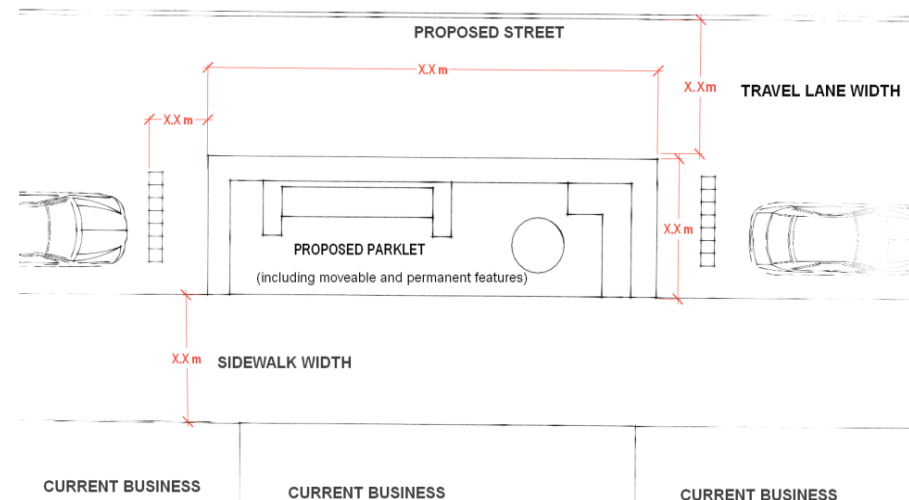 PROPOSED STREET
X.X m
X.Xm
TRAVEL LANE WIDTH
X.X m
X.X m
PROPOSED PARKLET
(including moveable and permanent features)
X.X m
SIDEWALK WIDTH
CURRENT BUSINESS
CURRENT BUSINESS
CURRENT BUSINESS